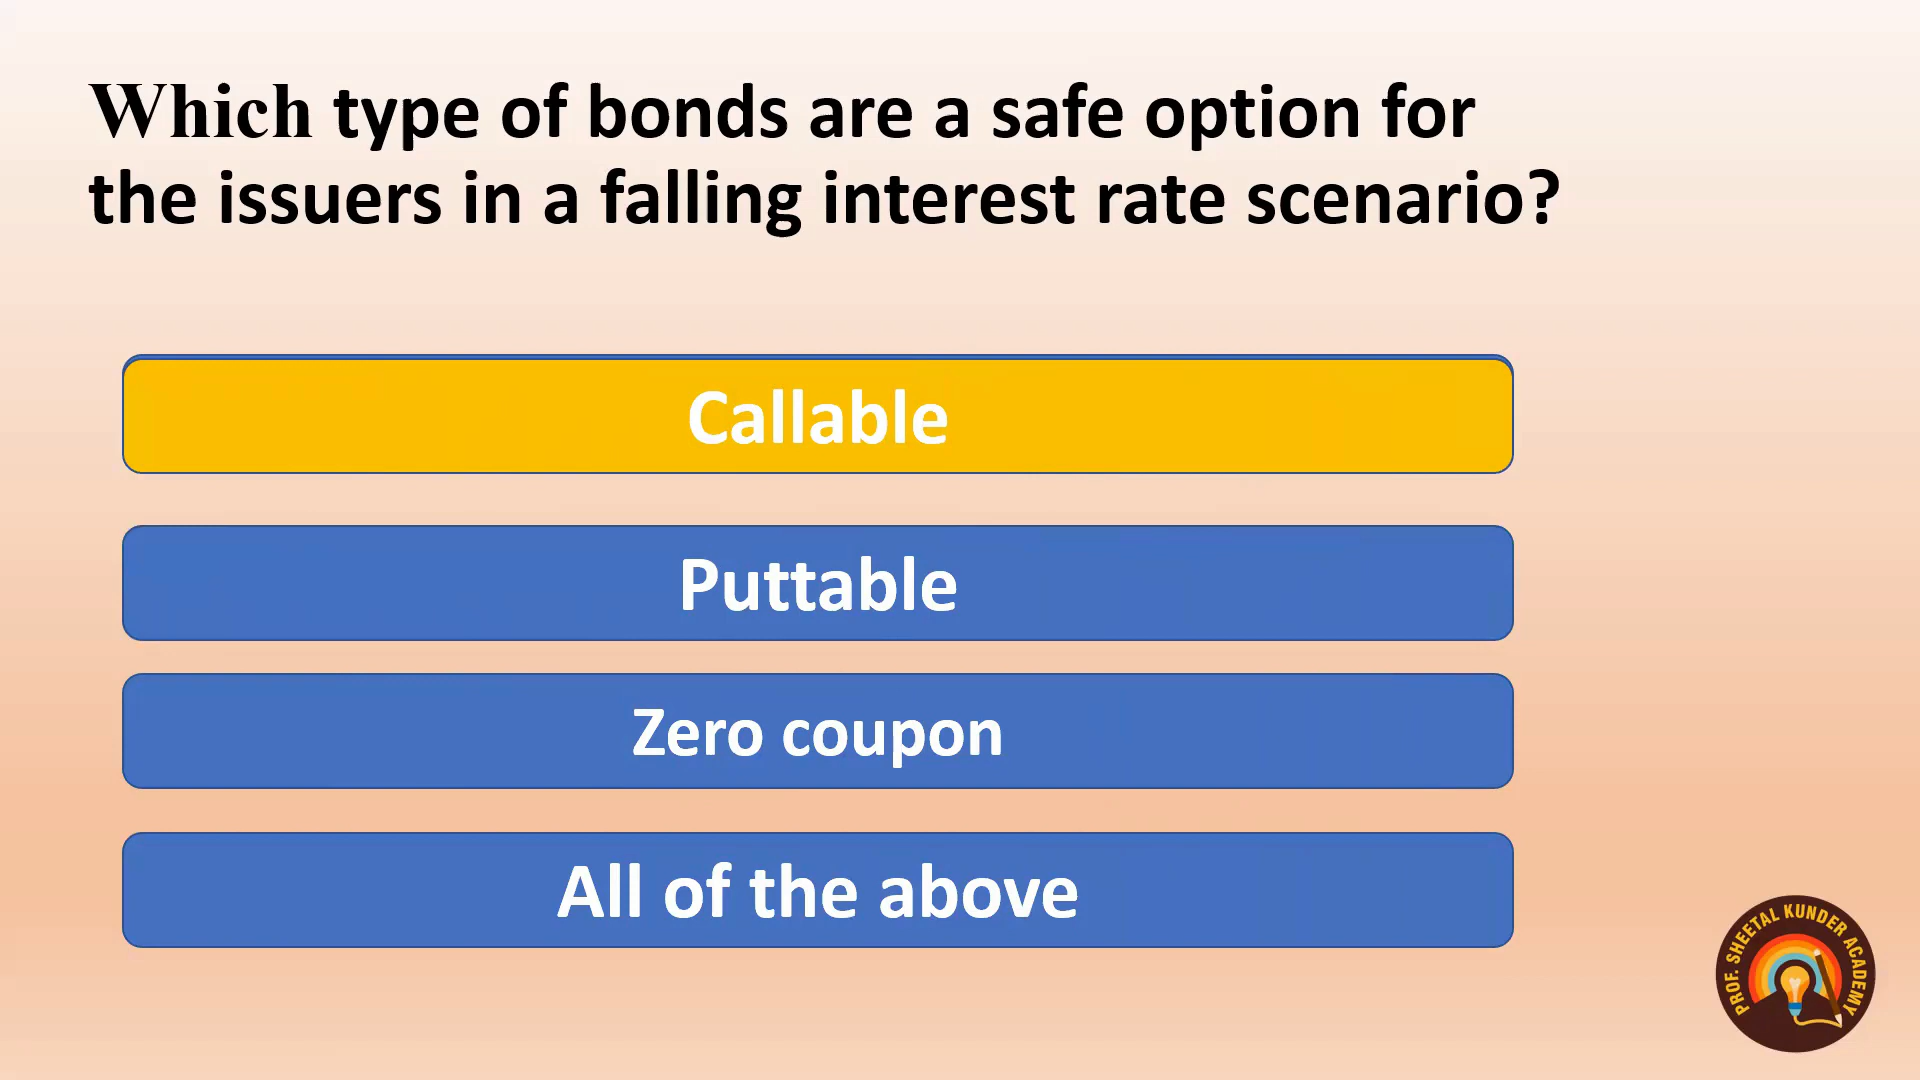 Which type of bonds are a safe option for
the issuers in a falling interest rate scenario?
Callable
Puttable
Zero coupon
All of the above
PROF. SHEETAL KUNDER ACADEMY